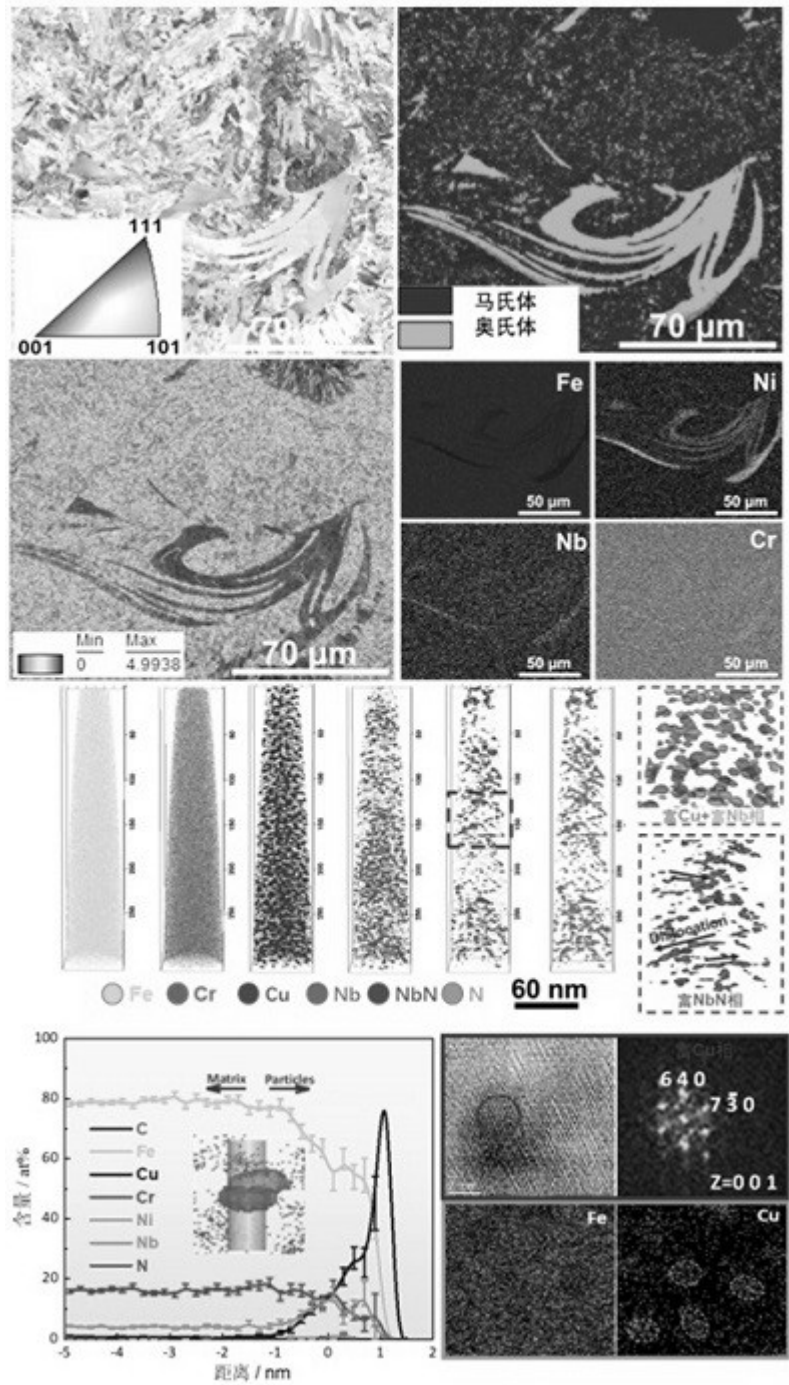 111
001
101
马氏体
奥氏体
70 μm
Fe
Ni
50 μm
50 μm
Nb
Cr
50 μm
50 μm
Min Max
0 4.9938
70 μm
富Cu+富Nb相
Dislocation
富NbN相
Fe Cr Cu Nb NbN N
60 nm
100
80
60
40
20
0
含量 / at%
Matrix Particles
C
Fe
Cu
Cr
Ni
Nb
N
-5 -4 -3 -2 -1 0 1 2
距离 / nm
富Cu相
6 4 0
7 3̄ 0
Z=0 0 1
Fe
Cu